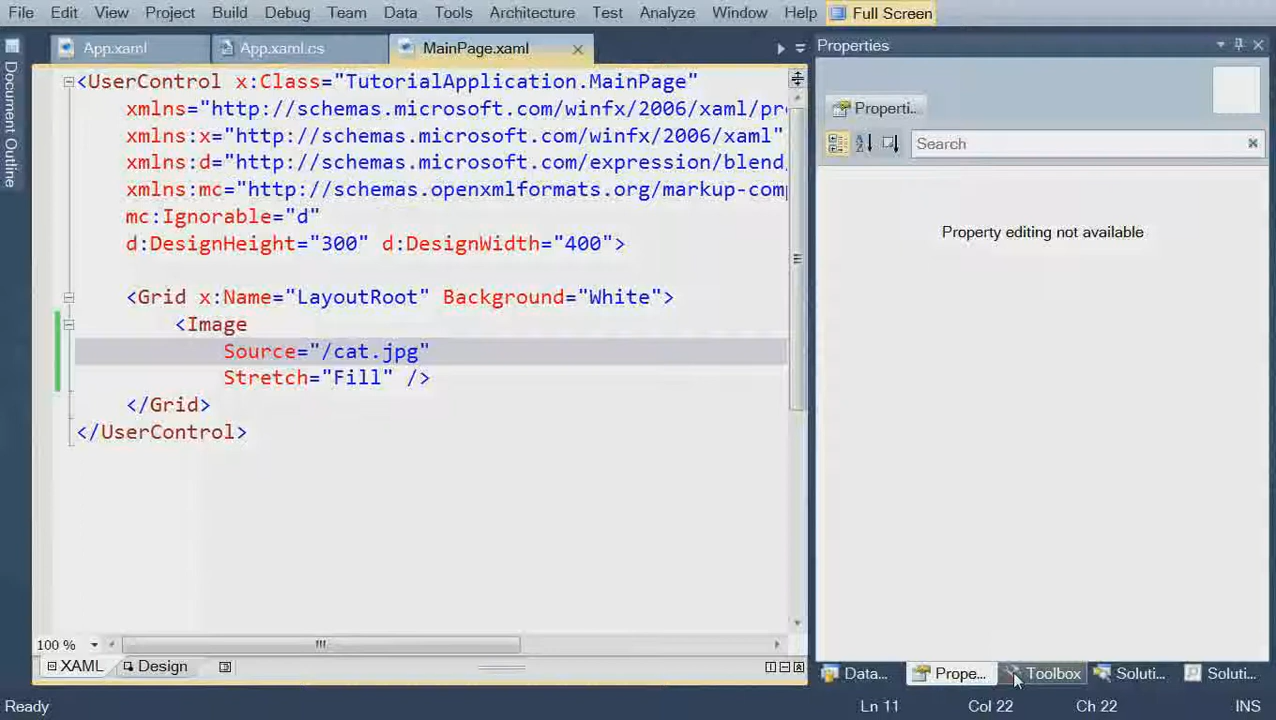 File Edit View Project Build Debug Team Data Tools Architecture Test Analyze Window Help Full Screen
App.xaml App.xaml.cs MainPage.xaml
Properties
Document Outline
<UserControl x:Class="TutorialApplication.MainPage"
xmlns="http://schemas.microsoft.com/winfx/2006/xaml/pr
xmlns:x="http://schemas.microsoft.com/winfx/2006/xaml"
xmlns:d="http://schemas.microsoft.com/expression/blend
xmlns:mc="http://schemas.openxmlformats.org/markup-comp
mc:Ignorable="d"
d:DesignHeight="300" d:DesignWidth="400">
<Grid x:Name="LayoutRoot" Background="White">
<Image
Source="/cat.jpg"
Stretch="Fill" />
</Grid>
</UserControl>
Properti..
Search
Property editing not available
100 %
XAML Design
Data... Prope... Toolbox Soluti... Soluti...
Ready Ln 11 Col 22 Ch 22 INS